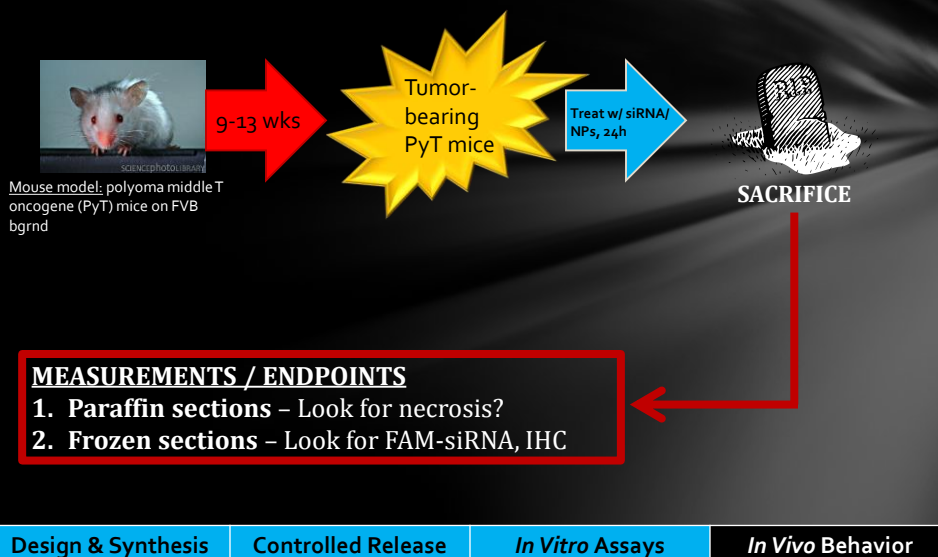 9-13 wks
Tumor-
bearing
PyT mice
Treat w/ siRNA/
NPs, 24h
RIP
SCIENCEphotoLIBRARY
Mouse model: polyoma middle T
oncogene (PyT) mice on FVB
bgrnd
SACRIFICE
MEASUREMENTS / ENDPOINTS
1. Paraffin sections – Look for necrosis?
2. Frozen sections – Look for FAM-siRNA, IHC
Design & Synthesis
Controlled Release
In Vitro Assays
In Vivo Behavior